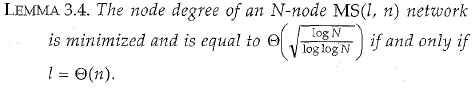 LEMMA 3.4. The node degree of an N-node MS(l, n) network
is minimized and is equal to Θ(√(log N / log log N)) if and only if
l = Θ(n).